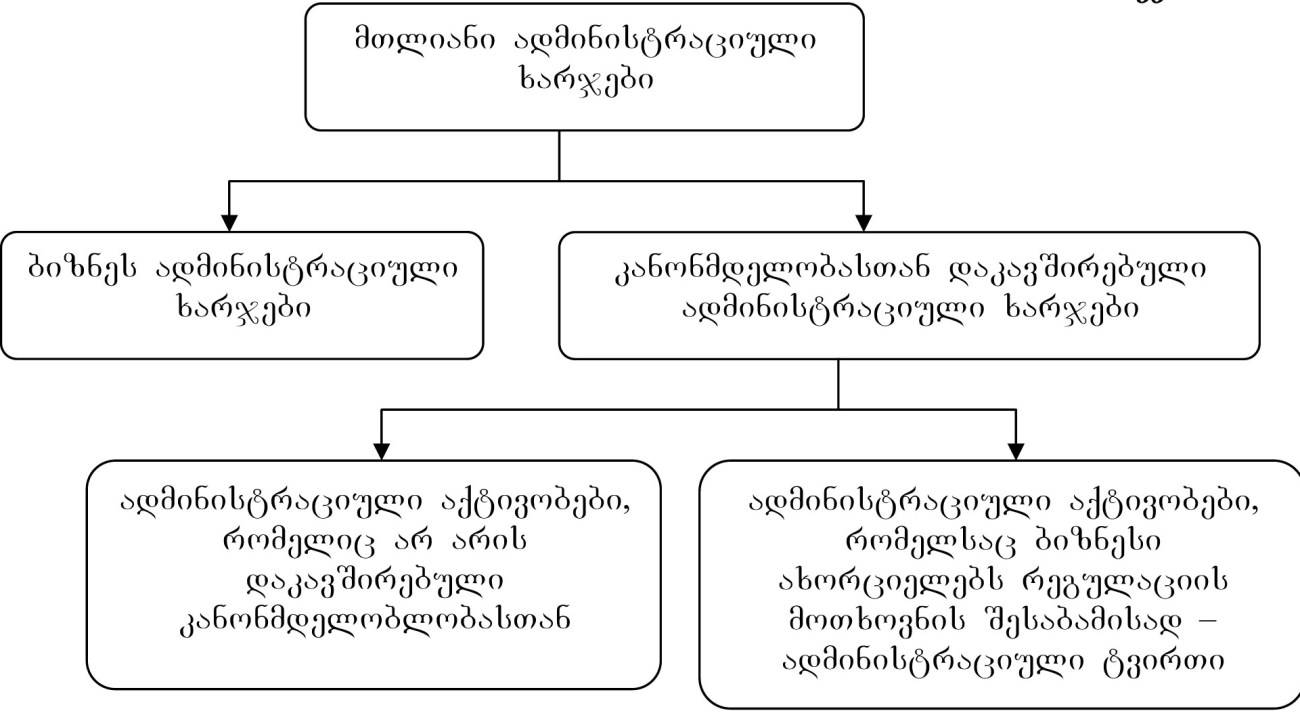 მთლიანი ადმინისტრაციული
ხარჯები
ბიზნეს ადმინისტრაციული
ხარჯები
კანონმდელობასთან დაკავშირებული
ადმინისტრაციული ხარჯები
ადმინისტრაციული აქტივობები,
რომელიც არ არის
დაკავშირებული
კანონმდელობლობასთან
ადმინისტრაციული აქტივობები,
რომელსაც ბიზნესი
ახორციელებს რეგულაციის
მოთხოვნის შესაბამისად –
ადმინისტრაციული ტვირთი